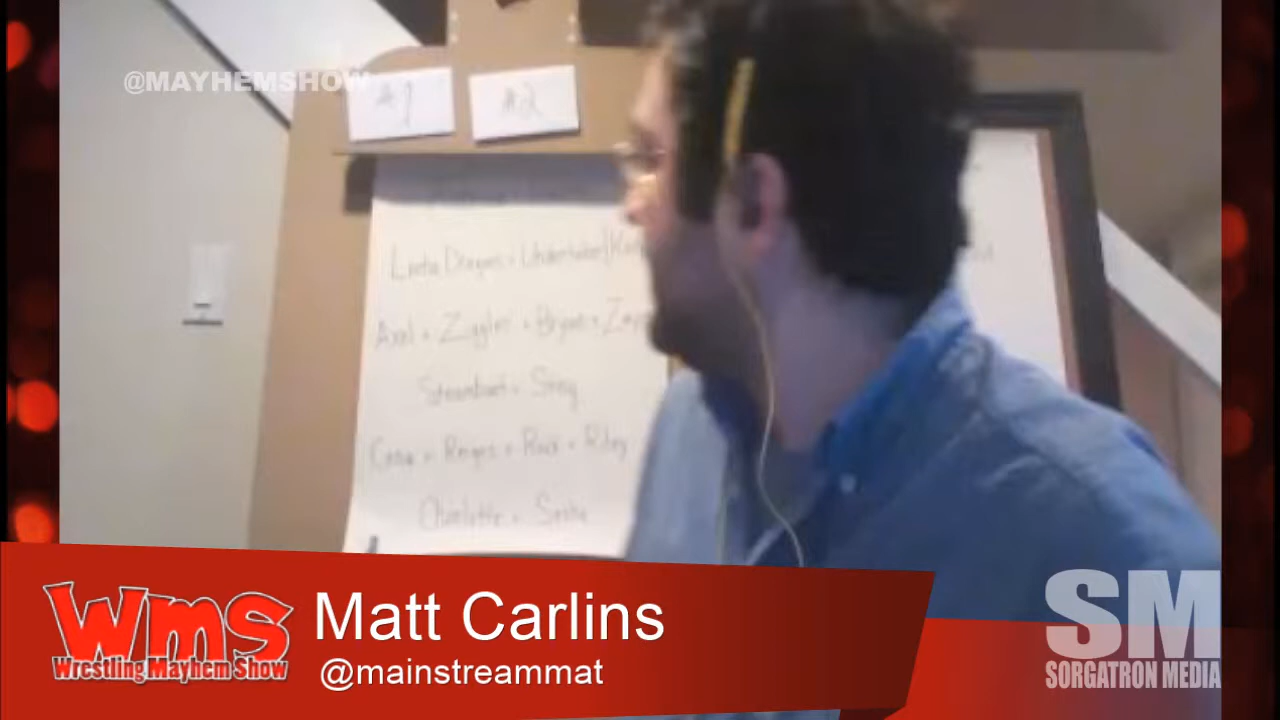 @MAYHEMSHOW
#1
#2
Lucha Dragons - Undertaker/Kane
Axel - Ziggler - Bryan - Zayn
Stardust - Sting
Cena - Reigns - Rock - Riley
Charlotte - Sasha
wms
Wrestling Mayhem Show
Matt Carlins
@mainstreammat
SM
SORGATRON MEDIA